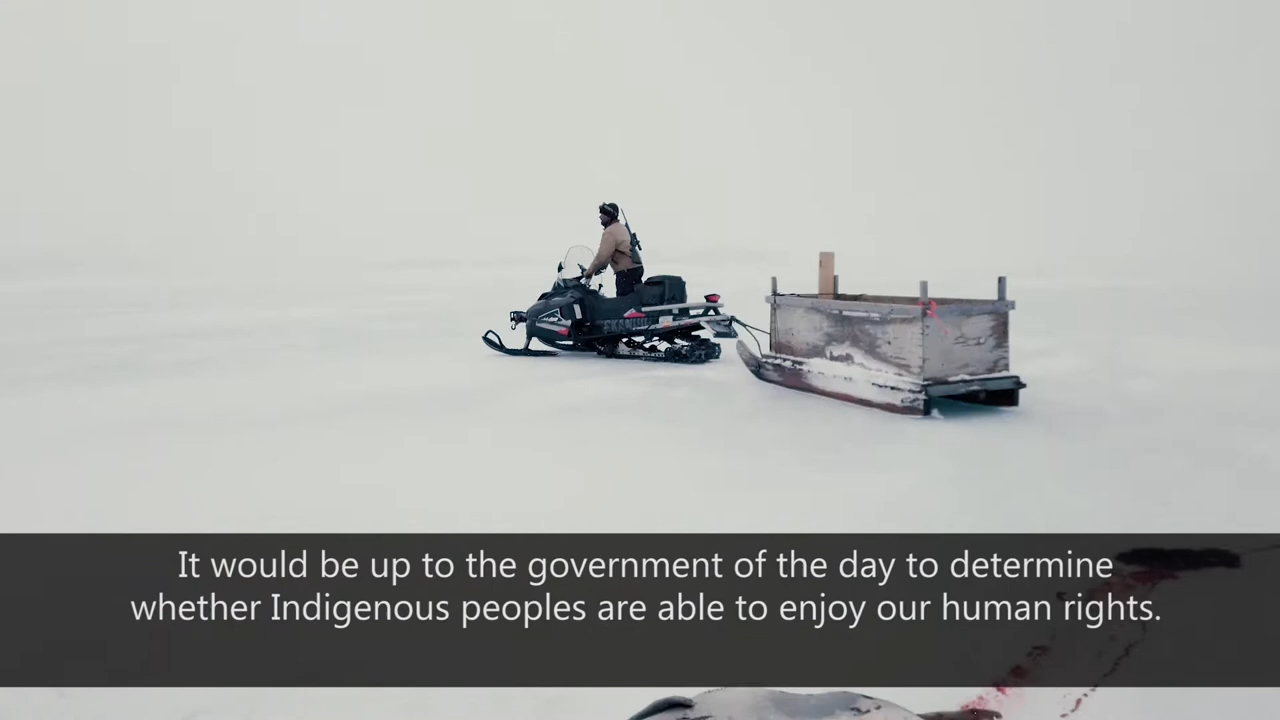 It would be up to the government of the day to determine
whether Indigenous peoples are able to enjoy our human rights.